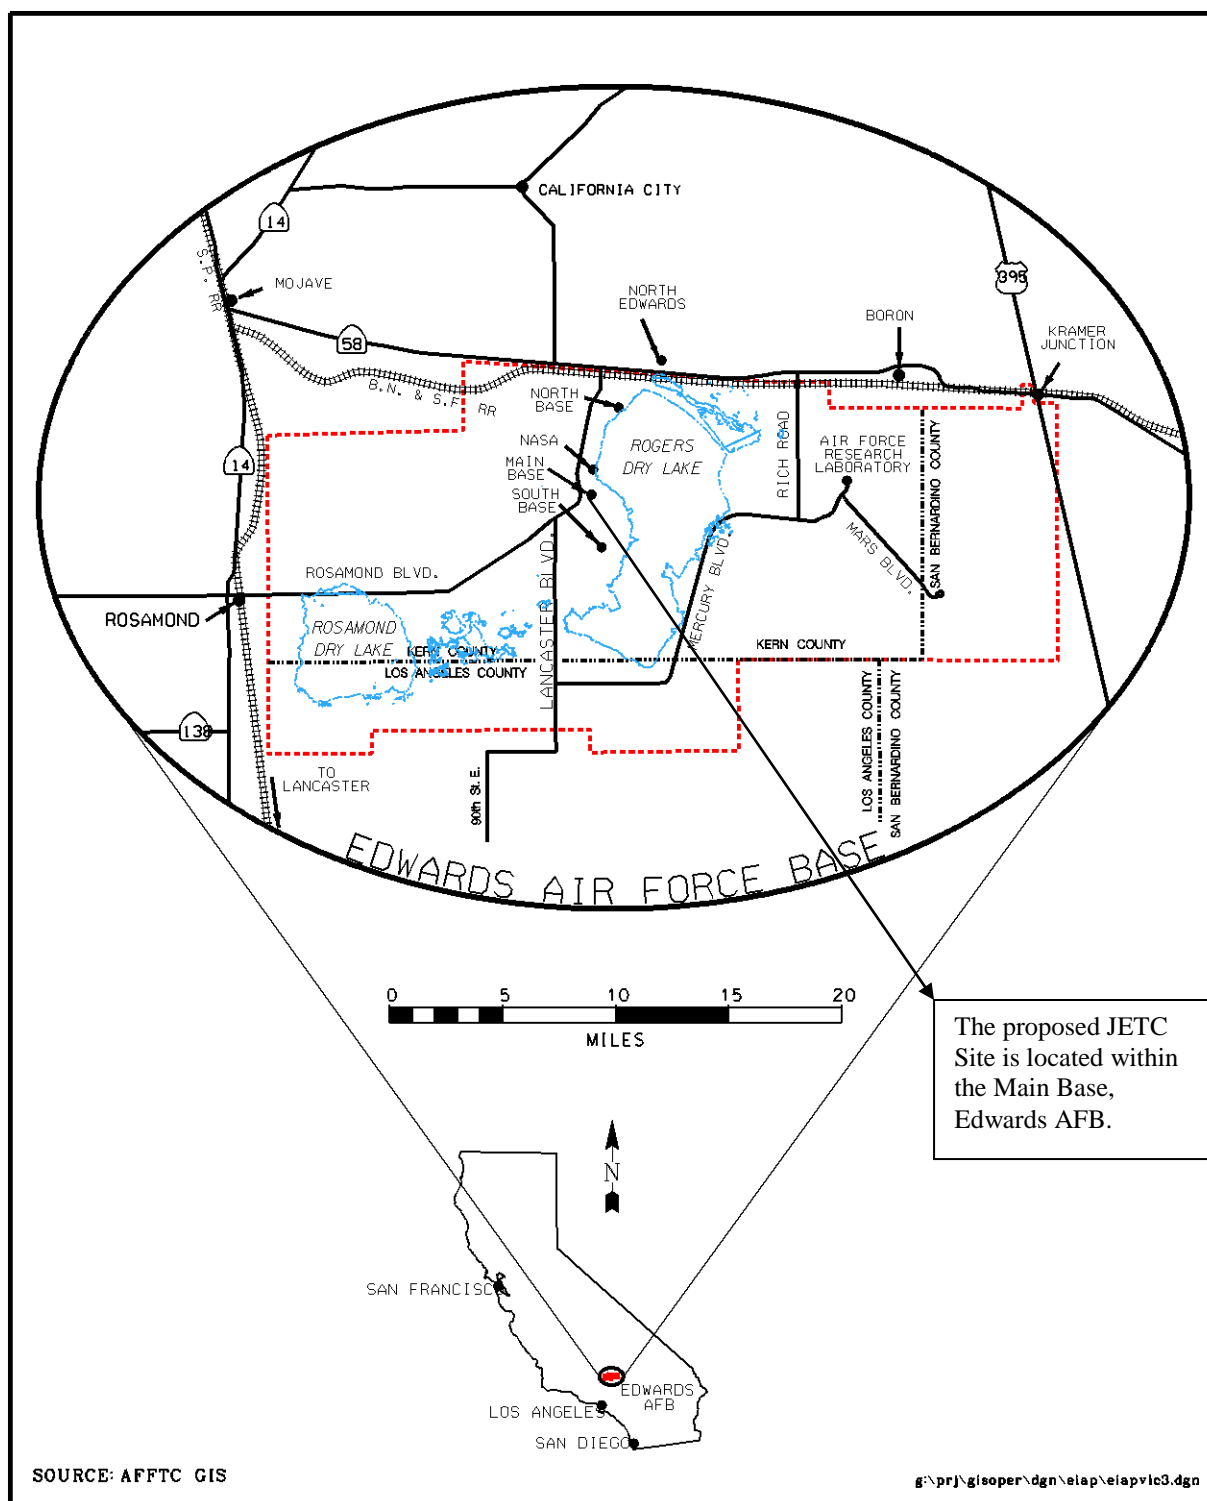 CALIFORNIA CITY
14
S.P. RR
MOJAVE
395
NORTH
EDWARDS
BORON
KRAMER
JUNCTION
58
B.N. & S.F. RR
NORTH
BASE
ROGERS
DRY LAKE
RICH ROAD
AIR FORCE
RESEARCH
LABORATORY
SAN BERNARDINO COUNTY
NASA
MAIN
BASE
SOUTH
BASE
14
MARS BLVD.
MERCURY BLVD.
LANCASTER BLVD.
ROSAMOND BLVD.
ROSAMOND
ROSAMOND
DRY LAKE
KERN COUNTY
LOS ANGELES COUNTY
KERN COUNTY
LOS ANGELES COUNTY
SAN BERNARDINO COUNTY
138
TO
LANCASTER
90th St. E.
EDWARDS AIR FORCE BASE
0 5 10 15 20
MILES
The proposed JETC
Site is located within
the Main Base,
Edwards AFB.
N
SAN FRANCISCO
EDWARDS
AFB
LOS ANGELES
SAN DIEGO
SOURCE: AFFTC GIS
g:\prj\gisoper\dgn\eiap\eiapvic3.dgn